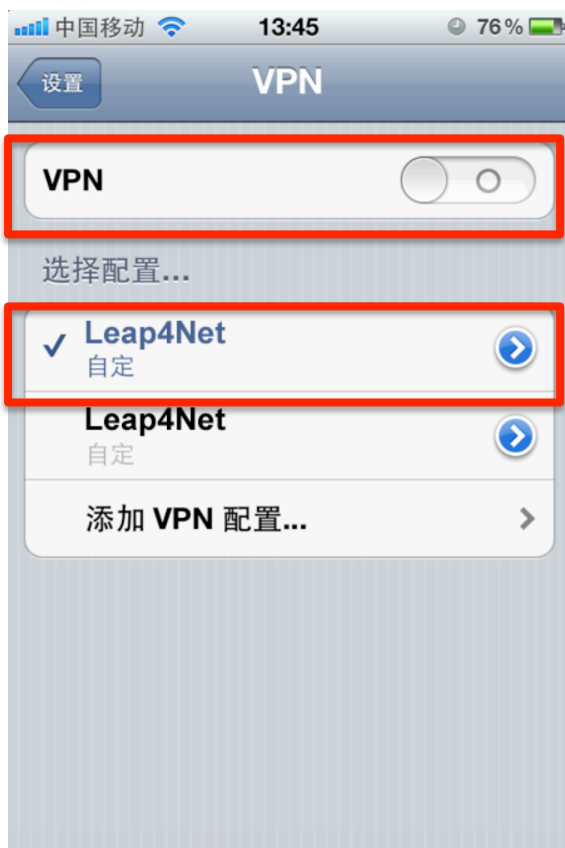 中国移动 13:45 76%
设置 VPN
VPN
选择配置...
Leap4Net
自定
Leap4Net
自定
添加 VPN 配置...